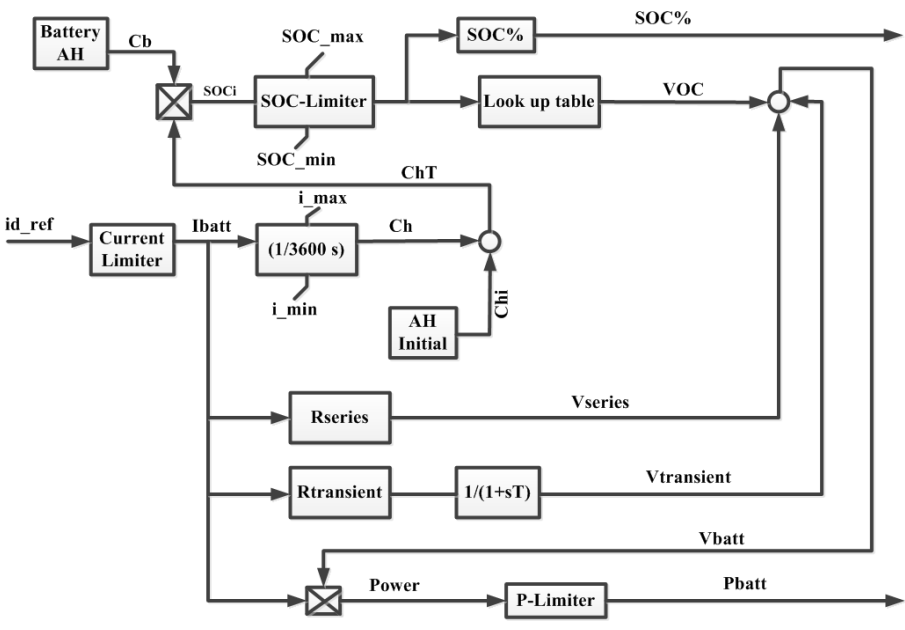 Battery
AH
Cb
SOC_max
SOC%
SOC%
SOCi
SOC-Limiter
Look up table
VOC
SOC_min
ChT
i_max
id_ref
Current
Limiter
Ibatt
(1/3600 s)
Ch
i_min
AH
Initial
Chi
Rseries
Vseries
Rtransient
1/(1+sT)
Vtransient
Vbatt
Power
P-Limiter
Pbatt